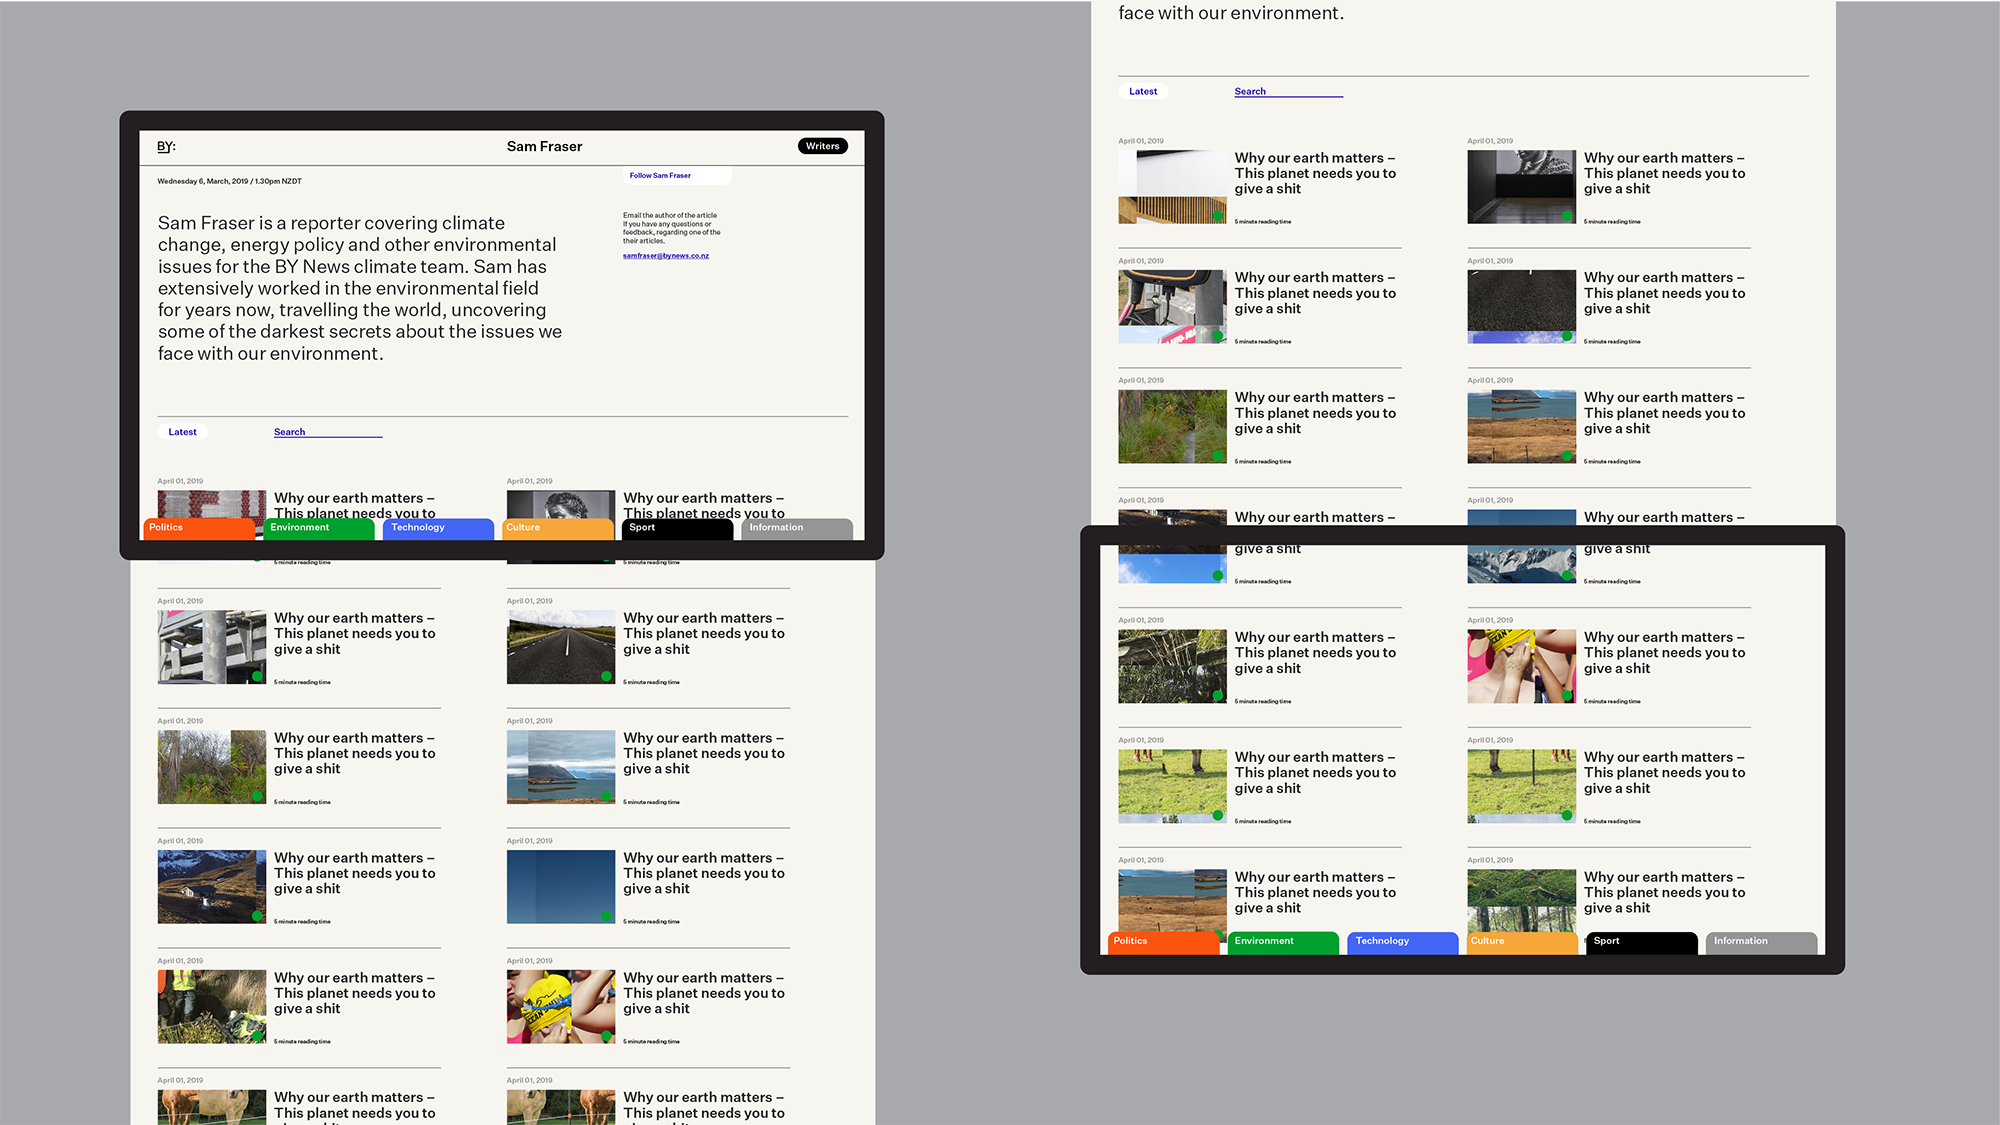 BY:
Sam Fraser
Writers
Wednesday 6, March, 2019 / 1.30pm NZDT
Follow Sam Fraser
Sam Fraser is a reporter covering climate
change, energy policy and other environmental
issues for the BY News climate team. Sam has
extensively worked in the environmental field
for years now, travelling the world, uncovering
some of the darkest secrets about the issues we
face with our environment.
Email the author of the article
If you have any questions or
feedback, regarding one of the
their articles.
samfraser@bynews.co.nz
Latest
Search
April 01, 2019
Why our earth matters –
This planet needs you to
April 01, 2019
Why our earth matters –
This planet needs you to
Politics
Environment
Technology
Culture
Sport
Information
5 minute reading time
5 minute reading time
April 01, 2019
Why our earth matters –
This planet needs you to
give a shit
5 minute reading time
April 01, 2019
Why our earth matters –
This planet needs you to
give a shit
5 minute reading time
April 01, 2019
Why our earth matters –
This planet needs you to
give a shit
5 minute reading time
April 01, 2019
Why our earth matters –
This planet needs you to
give a shit
5 minute reading time
April 01, 2019
Why our earth matters –
This planet needs you to
give a shit
5 minute reading time
April 01, 2019
Why our earth matters –
This planet needs you to
give a shit
5 minute reading time
April 01, 2019
Why our earth matters –
This planet needs you to
give a shit
5 minute reading time
April 01, 2019
Why our earth matters –
This planet needs you to
give a shit
5 minute reading time
April 01, 2019
Why our earth matters –
This planet needs you to
April 01, 2019
Why our earth matters –
This planet needs you to
face with our environment.
Latest
Search
April 01, 2019
Why our earth matters –
This planet needs you to
give a shit
5 minute reading time
April 01, 2019
Why our earth matters –
This planet needs you to
give a shit
5 minute reading time
April 01, 2019
Why our earth matters –
This planet needs you to
give a shit
5 minute reading time
April 01, 2019
Why our earth matters –
This planet needs you to
give a shit
5 minute reading time
April 01, 2019
Why our earth matters –
This planet needs you to
give a shit
5 minute reading time
April 01, 2019
Why our earth matters –
This planet needs you to
give a shit
5 minute reading time
April 01, 2019
Why our earth matters –
give a shit
5 minute reading time
April 01, 2019
Why our earth matters –
give a shit
5 minute reading time
April 01, 2019
Why our earth matters –
This planet needs you to
give a shit
5 minute reading time
April 01, 2019
Why our earth matters –
This planet needs you to
give a shit
5 minute reading time
April 01, 2019
Why our earth matters –
This planet needs you to
give a shit
5 minute reading time
April 01, 2019
Why our earth matters –
This planet needs you to
give a shit
5 minute reading time
April 01, 2019
Why our earth matters –
This planet needs you to
give a shit
April 01, 2019
Why our earth matters –
This planet needs you to
give a shit
Politics
Environment
Technology
Culture
Sport
Information